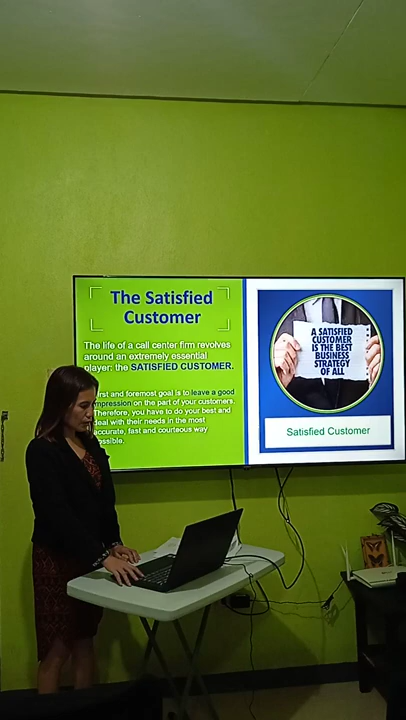 The Satisfied
Customer
The life of a call center firm revolves
around an extremely essential
player: the SATISFIED CUSTOMER.
irst and foremost goal is to leave a good
mpression on the part of your customers.
Therefore, you have to do your best and
deal with their needs in the most
accurate, fast and courteous way
ossible.
A SATISFIED
CUSTOMER
IS THE BEST
BUSINESS
STRATEGY
OF ALL
Satisfied Customer